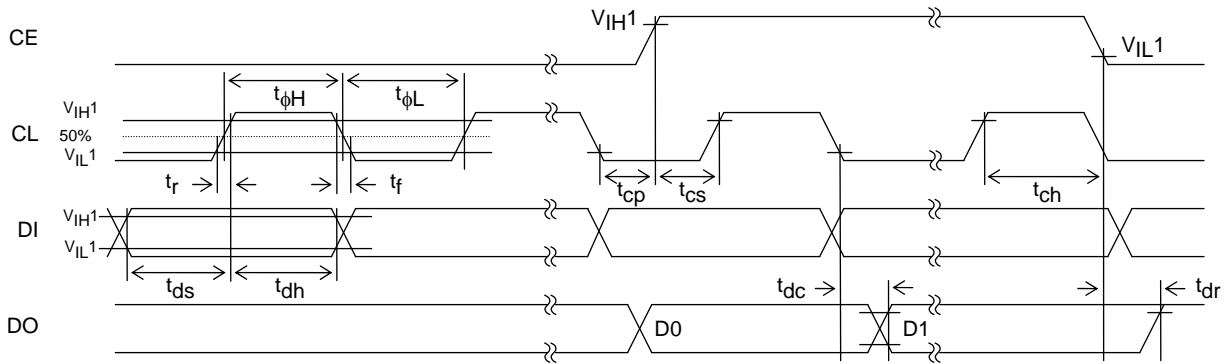 CE
VIH1
VIL1
tϕH
tϕL
VIH1
CL
50%
VIL1
tr
tf
tcp
tcs
tch
VIH1
DI
VIL1
tds
tdh
tdc
tdr
DO
D0
D1